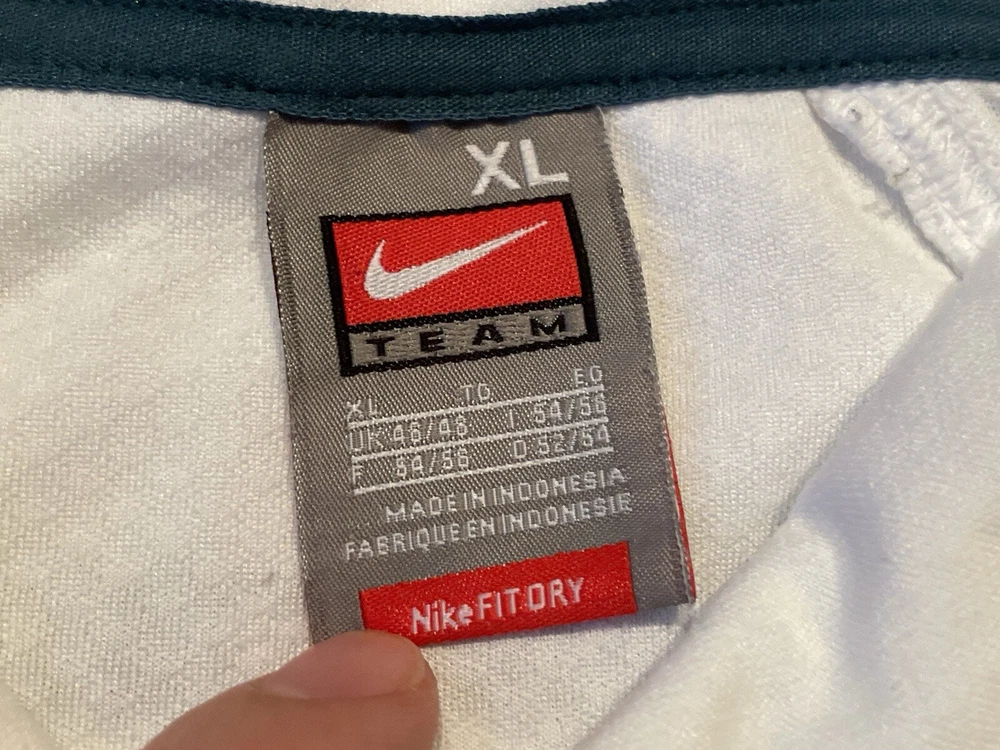 XL
TEAM
XL TG EG
UK 46/48 I 54/56
F 54/56 D 52/54
MADE IN INDONESIA
FABRIQUE EN INDONESIE
Nike FIT DRY